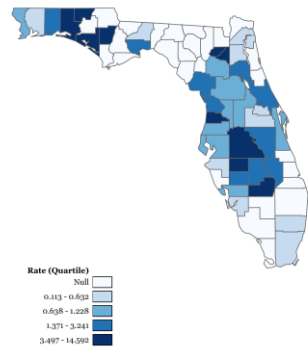 Rate (Quartile)
Null
0.113 - 0.632
0.638 - 1.228
1.371 - 3.241
3.497 - 14.592